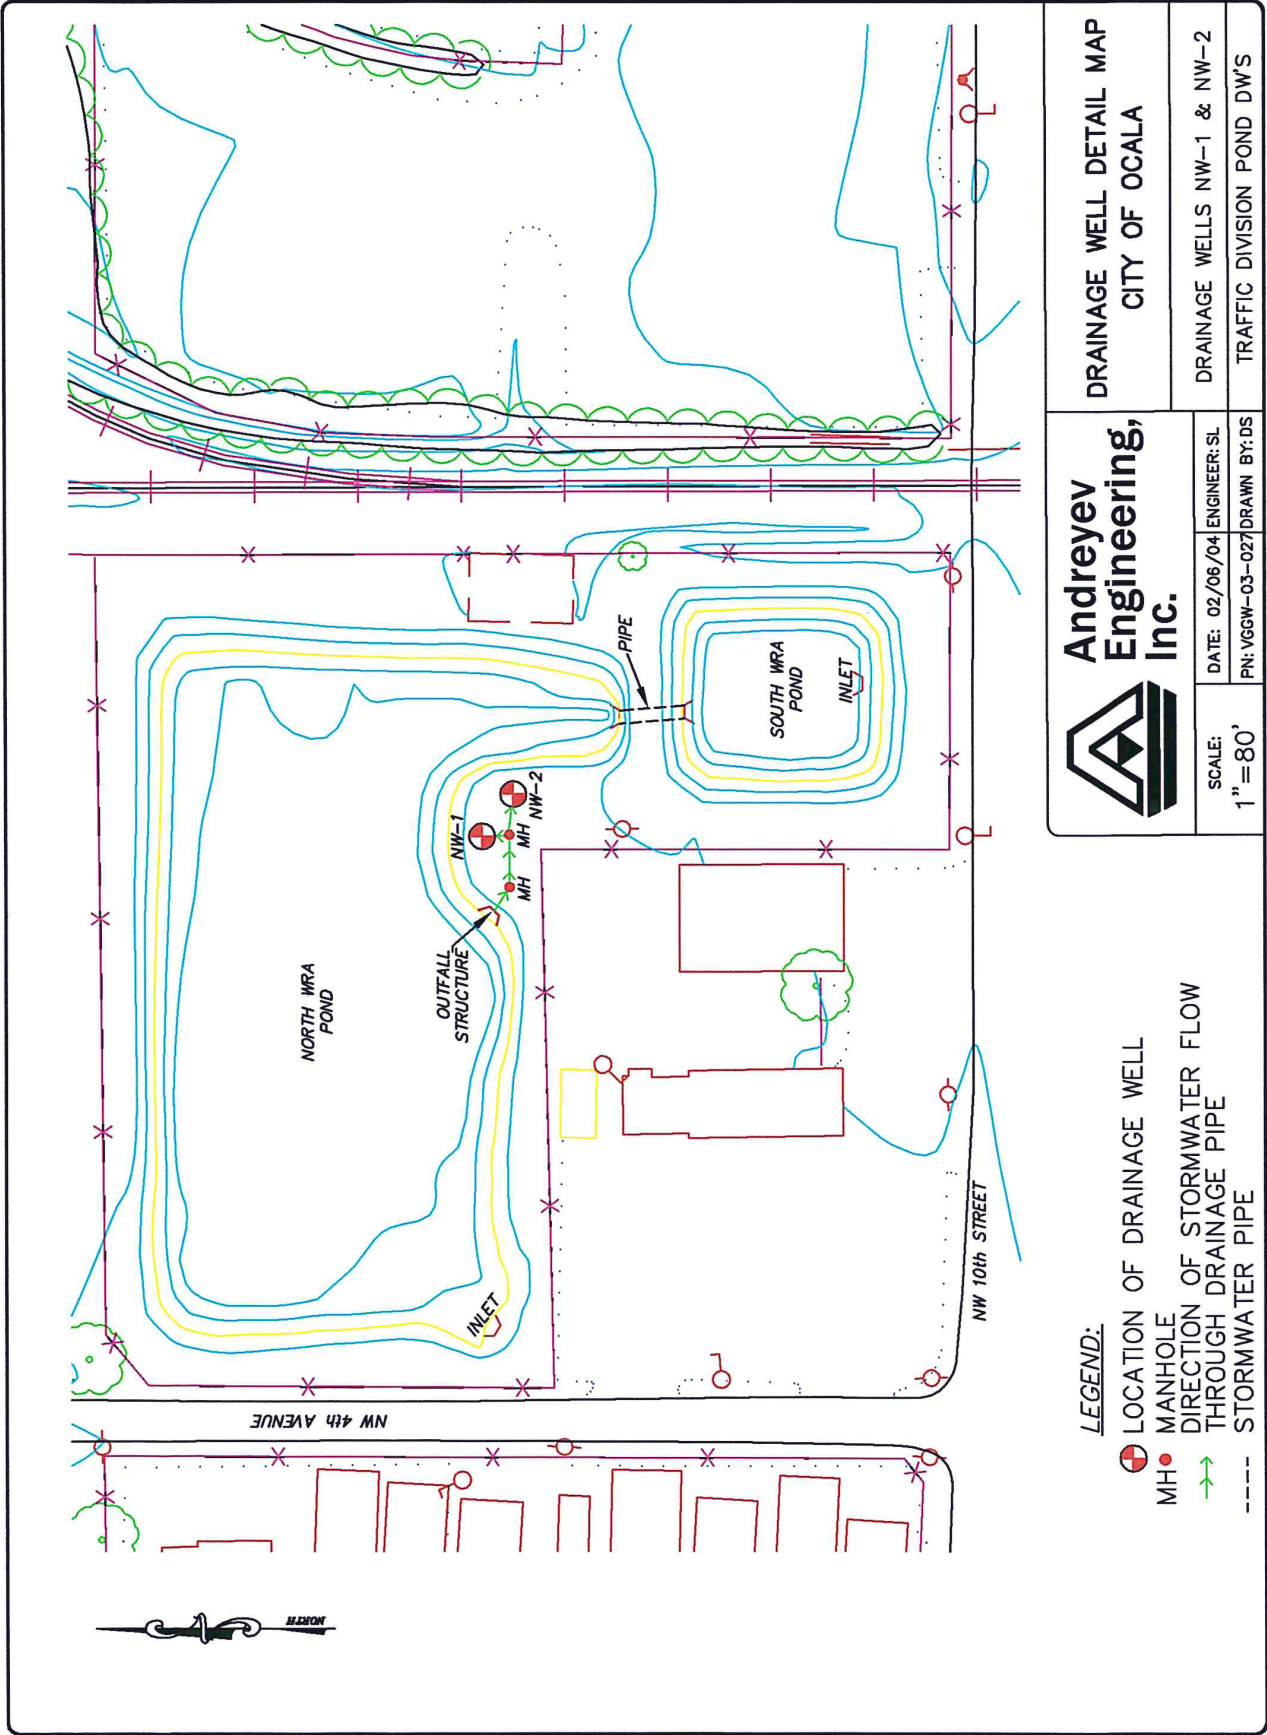 NORTH
NW 4th AVENUE
NW 10th STREET
NORTH WRA
POND
OUTFALL
STRUCTURE
INLET
NW-1
NW-2
MH
MH
PIPE
SOUTH WRA
POND
INLET
LEGEND:
LOCATION OF DRAINAGE WELL
MH MANHOLE
DIRECTION OF STORMWATER FLOW
THROUGH DRAINAGE PIPE
STORMWATER PIPE
Andreyev
Engineering,
Inc.
DRAINAGE WELL DETAIL MAP
CITY OF OCALA
SCALE:
1"=80'
DATE: 02/06/04
ENGINEER: SL
PN: VGGW-03-027
DRAWN BY: DS
DRAINAGE WELLS NW-1 & NW-2
TRAFFIC DIVISION POND DW'S